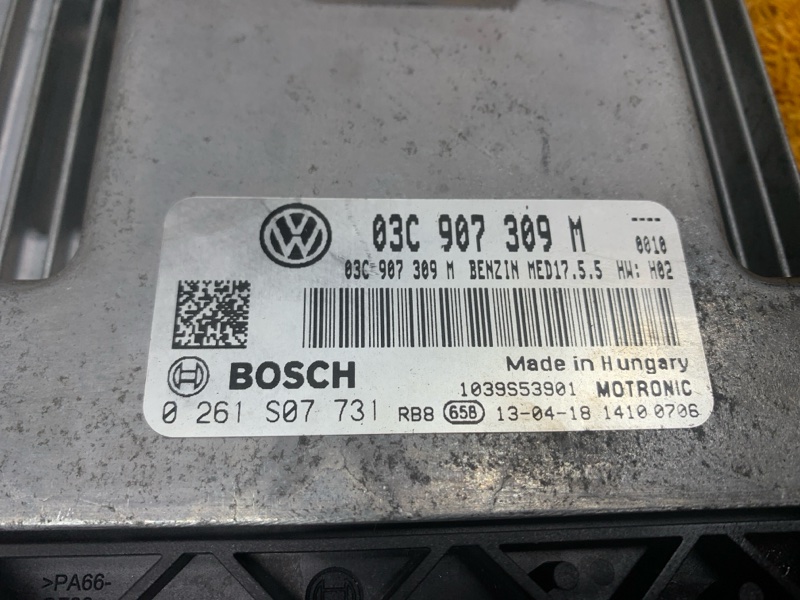 03C 907 309 M ----
0010
03C 907 309 M BENZIN MED17.5.5 HW: H02
Made in Hungary
BOSCH
1039S53901 MOTRONIC
0 261 S07 731 RB8 658 13-04-18 1410 0706
>PA66-